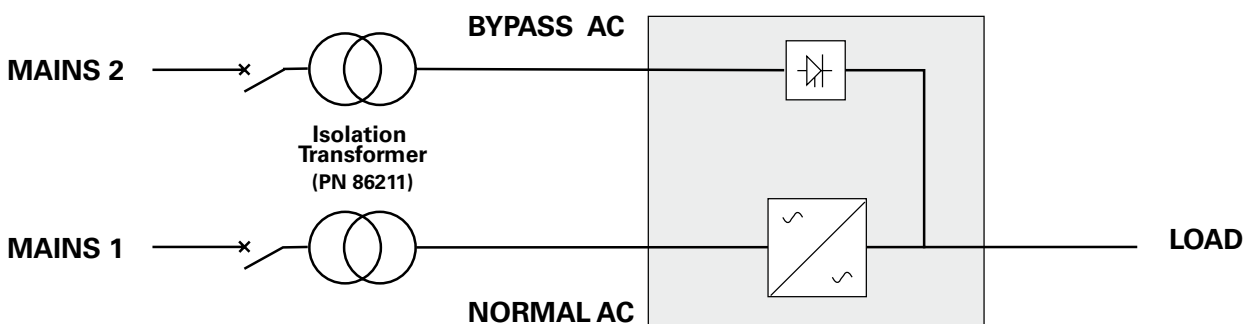 BYPASS AC
MAINS 2
Isolation
Transformer
(PN 86211)
MAINS 1
LOAD
NORMAL AC